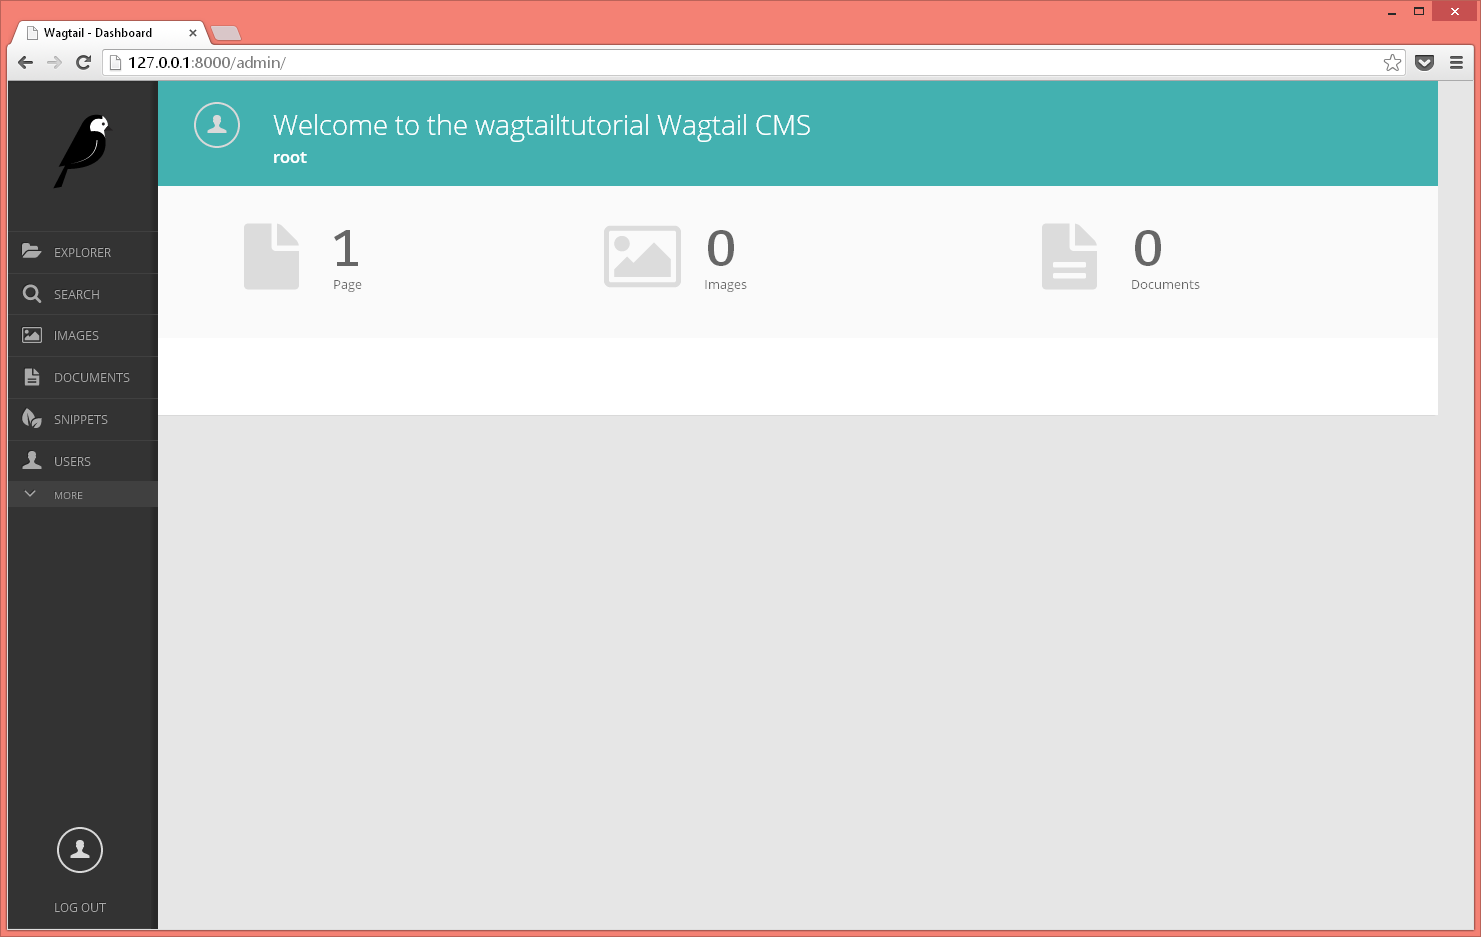 Wagtail - Dashboard
127.0.0.1:8000/admin/
Welcome to the wagtailtutorial Wagtail CMS
root
1
Page
0
Images
0
Documents
EXPLORER
SEARCH
IMAGES
DOCUMENTS
SNIPPETS
USERS
MORE
LOG OUT